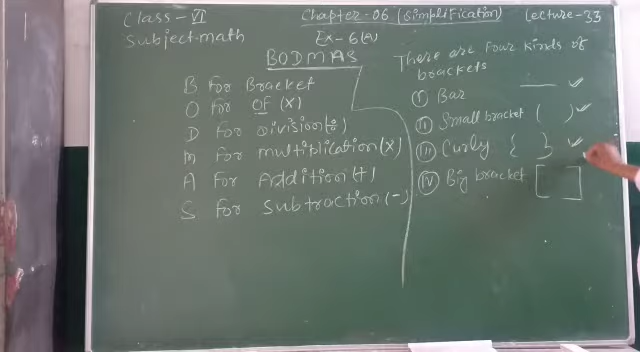 Class-VI
Chapter-06 (Simplification)
Lecture-33
Subject-math
Ex-6(A)
BODMAS
B for Bracket
O for OF (x)
D for Division(÷)
M for multiplication(x)
A for Addition(+)
S for Subtraction(-)
There are four kinds of
brackets
(i) Bar —
(ii) Small bracket ( )
(iii) Curly { }
(iv) Big bracket [ ]